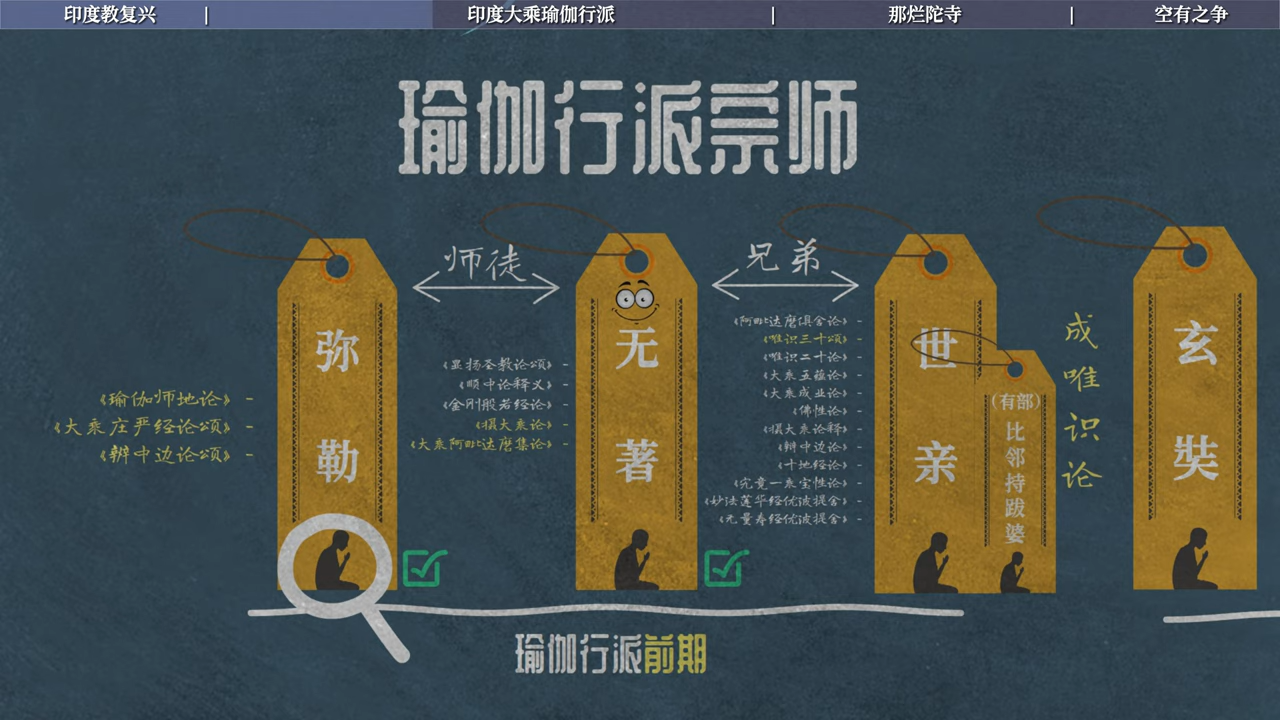 印度教复兴 | 印度大乘瑜伽行派 | 那烂陀寺 | 空有之争
瑜伽行派宗师
弥勒
《瑜伽师地论》-
《大乘庄严经论颂》-
《辨中边论颂》-
师徒
无著
《显扬圣教论颂》-
《顺中论释义》-
《金刚般若经论》-
《摄大乘论》-
《大乘阿毗达磨集论》-
兄弟
世亲
《阿毗达磨俱舍论》-
《唯识三十颂》-
《唯识二十论》-
《大乘五蕴论》-
《大乘成业论》-
《佛性论》-
《摄大乘论释》-
《辨中边论》-
《十地经论》-
《究竟一乘宝性论》-
《妙法莲华经优波提舍》-
《无量寿经优波提舍》-
（有部）
比邻持跋婆
成唯识论
玄奘
瑜伽行派前期